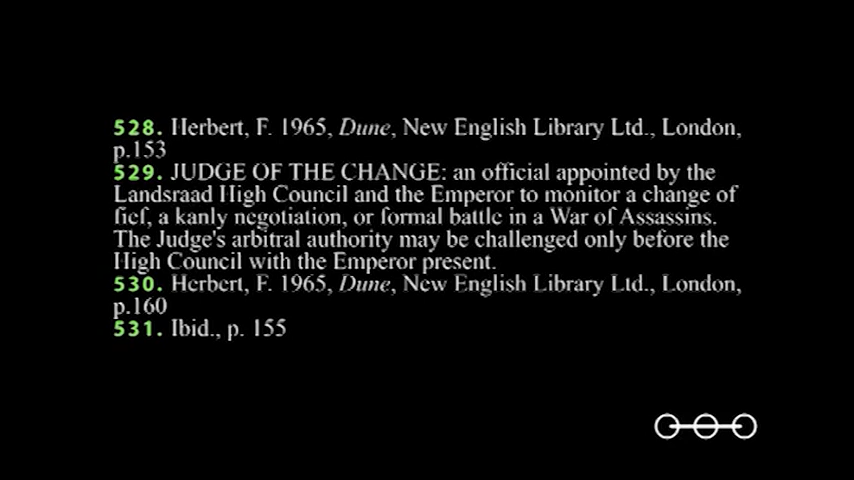 528. Herbert, F. 1965, Dune, New English Library Ltd., London,
p.153
529. JUDGE OF THE CHANGE: an official appointed by the
Landsraad High Council and the Emperor to monitor a change of
fief, a kanly negotiation, or formal battle in a War of Assassins.
The Judge's arbitral authority may be challenged only before the
High Council with the Emperor present.
530. Herbert, F. 1965, Dune, New English Library Ltd., London,
p.160
531. Ibid., p. 155